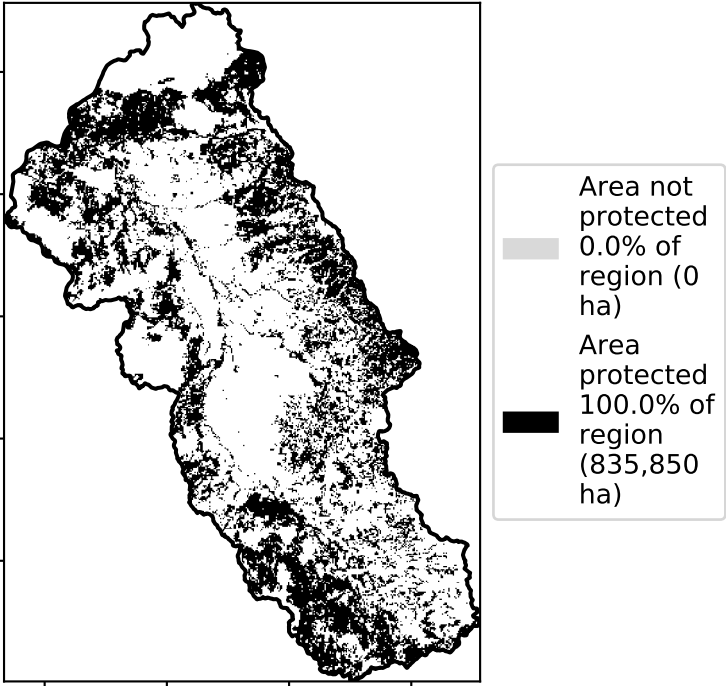 Area not
protected
0.0% of
region (0
ha)
Area
protected
100.0% of
region
(835,850
ha)